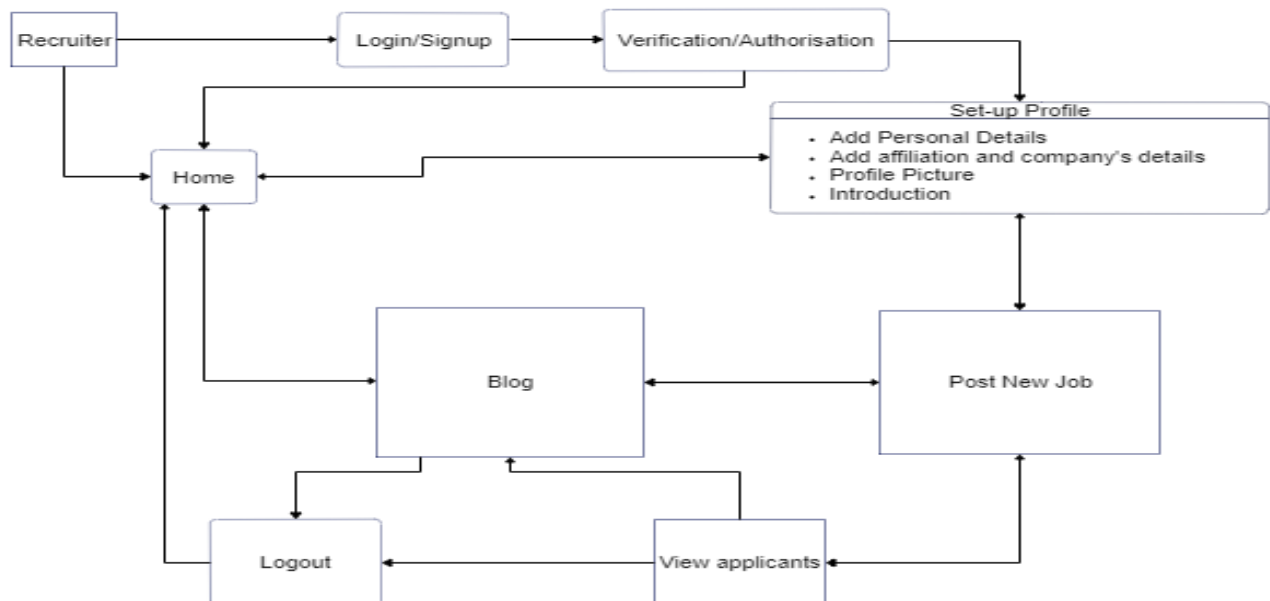 Recruiter
Login/Signup
Verification/Authorisation
Set-up Profile
Add Personal Details
Add affiliation and company's details
Profile Picture
Introduction
Home
Blog
Post New Job
Logout
View applicants